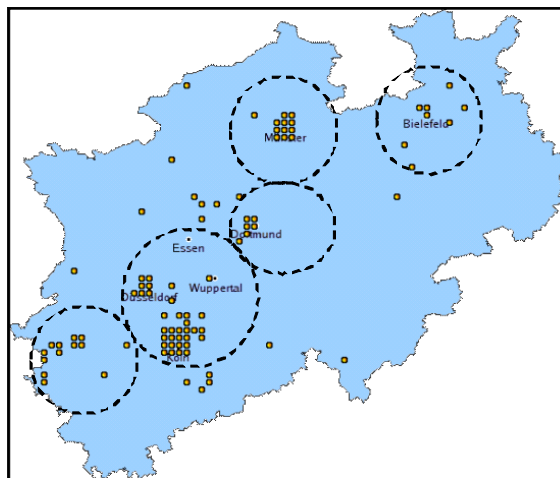 Bielefeld
Dortmund
Essen
Wuppertal
Düsseldorf
Köln